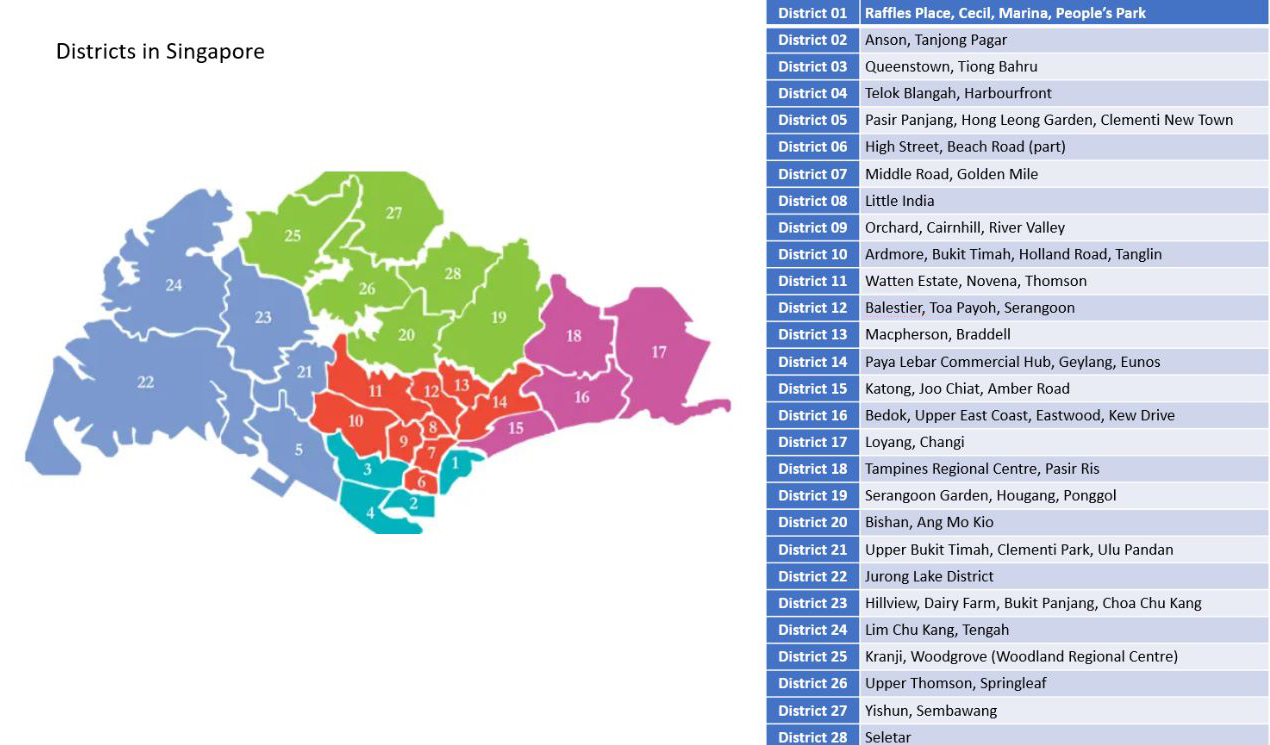 Districts in Singapore
27
25
28
24
26
23
19
20
18
17
21
22
11
12
13
14
16
10
8
15
9
7
5
3
1
6
2
4
District 01 Raffles Place, Cecil, Marina, People’s Park
District 02 Anson, Tanjong Pagar
District 03 Queenstown, Tiong Bahru
District 04 Telok Blangah, Harbourfront
District 05 Pasir Panjang, Hong Leong Garden, Clementi New Town
District 06 High Street, Beach Road (part)
District 07 Middle Road, Golden Mile
District 08 Little India
District 09 Orchard, Cairnhill, River Valley
District 10 Ardmore, Bukit Timah, Holland Road, Tanglin
District 11 Watten Estate, Novena, Thomson
District 12 Balestier, Toa Payoh, Serangoon
District 13 Macpherson, Braddell
District 14 Paya Lebar Commercial Hub, Geylang, Eunos
District 15 Katong, Joo Chiat, Amber Road
District 16 Bedok, Upper East Coast, Eastwood, Kew Drive
District 17 Loyang, Changi
District 18 Tampines Regional Centre, Pasir Ris
District 19 Serangoon Garden, Hougang, Ponggol
District 20 Bishan, Ang Mo Kio
District 21 Upper Bukit Timah, Clementi Park, Ulu Pandan
District 22 Jurong Lake District
District 23 Hillview, Dairy Farm, Bukit Panjang, Choa Chu Kang
District 24 Lim Chu Kang, Tengah
District 25 Kranji, Woodgrove (Woodland Regional Centre)
District 26 Upper Thomson, Springleaf
District 27 Yishun, Sembawang
District 28 Seletar